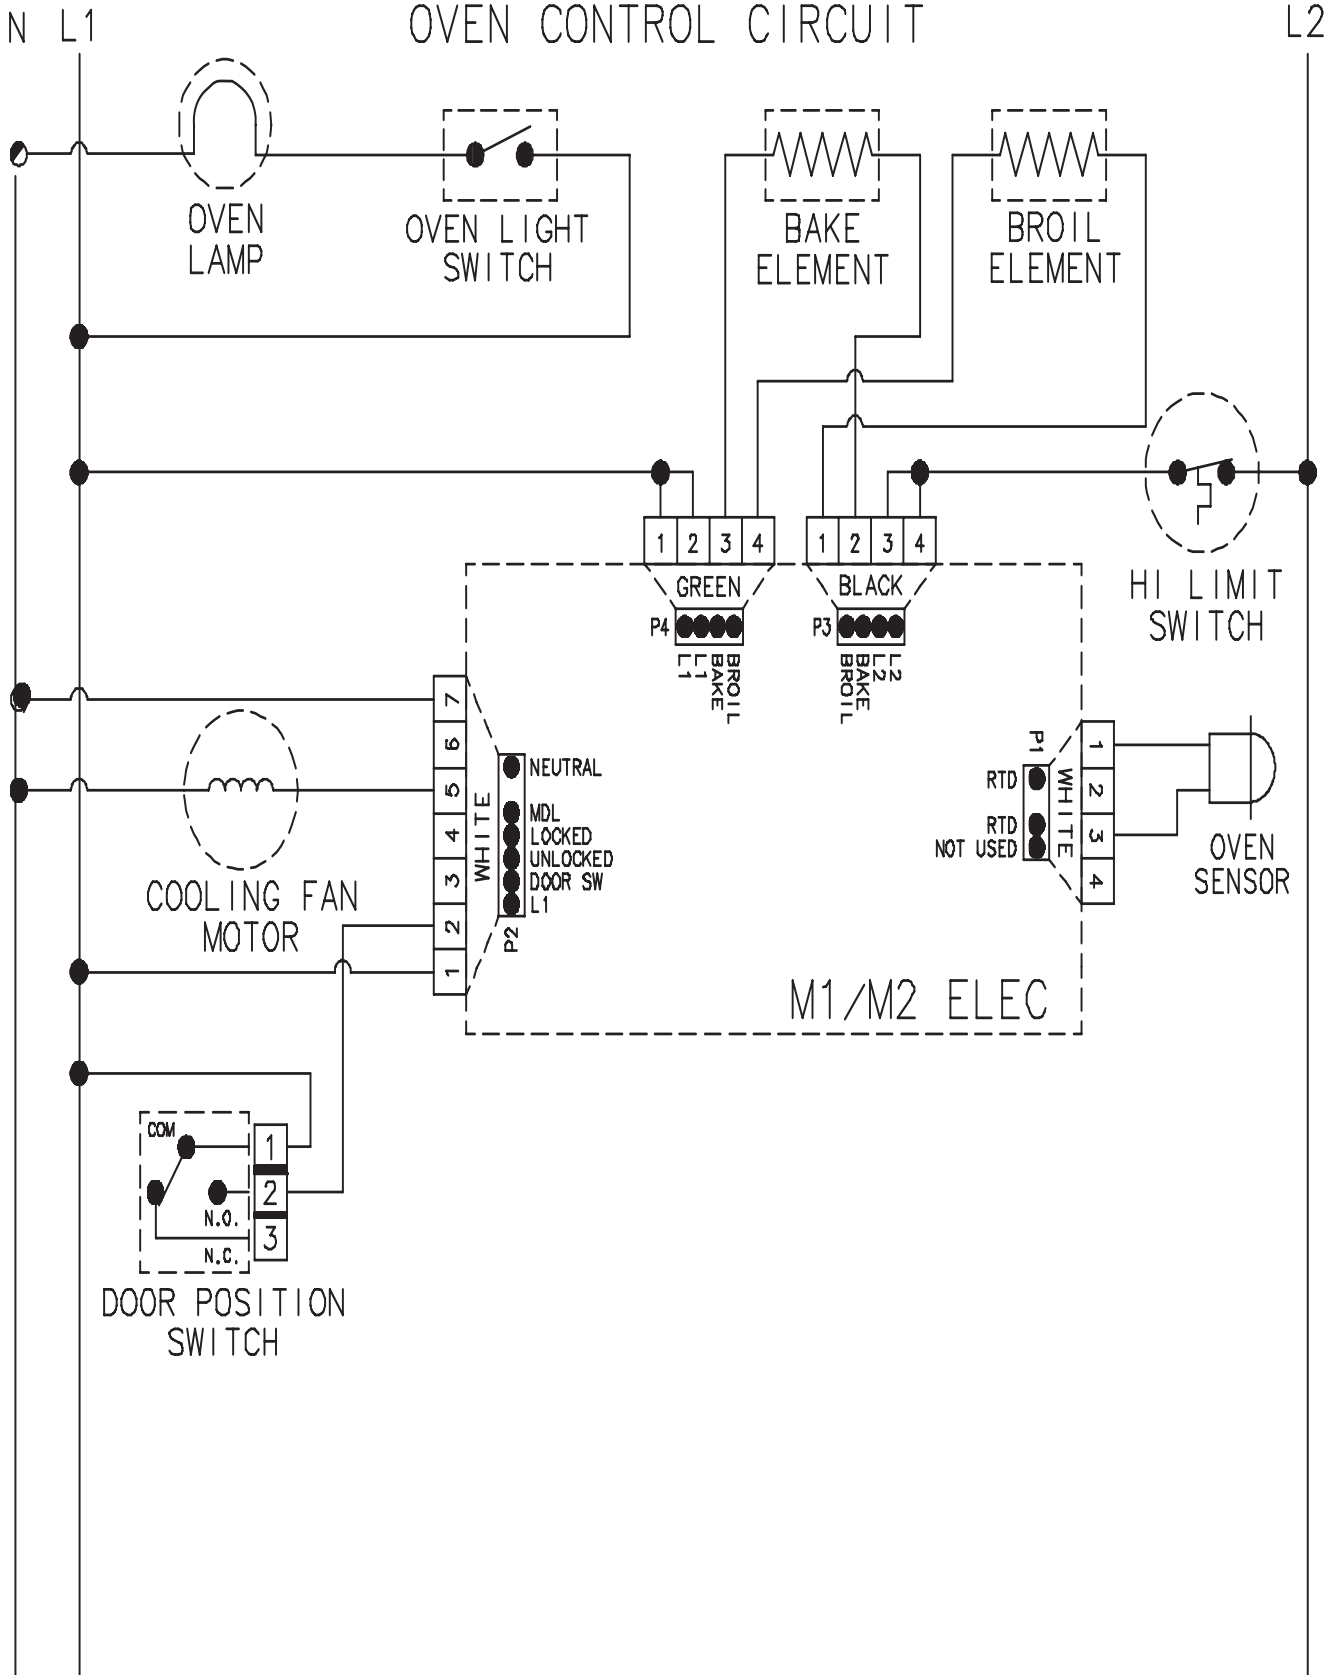 OVEN CONTROL CIRCUIT
N L1
L2
OVEN
LAMP
OVEN LIGHT
SWITCH
BAKE
ELEMENT
BROIL
ELEMENT
HI LIMIT
SWITCH
1 2 3 4
GREEN
P4
L1
L1
BAKE
BROIL
1 2 3 4
BLACK
P3
BROIL
BAKE
L2
L2
7
6
5
4
3
2
1
WHITE
NEUTRAL
MDL
LOCKED
UNLOCKED
DOOR SW
L1
P2
P1
RTD
RTD
NOT USED
WHITE
1
2
3
4
OVEN
SENSOR
COOLING FAN
MOTOR
M1/M2 ELEC
COM
N.O.
N.C.
1
2
3
DOOR POSITION
SWITCH